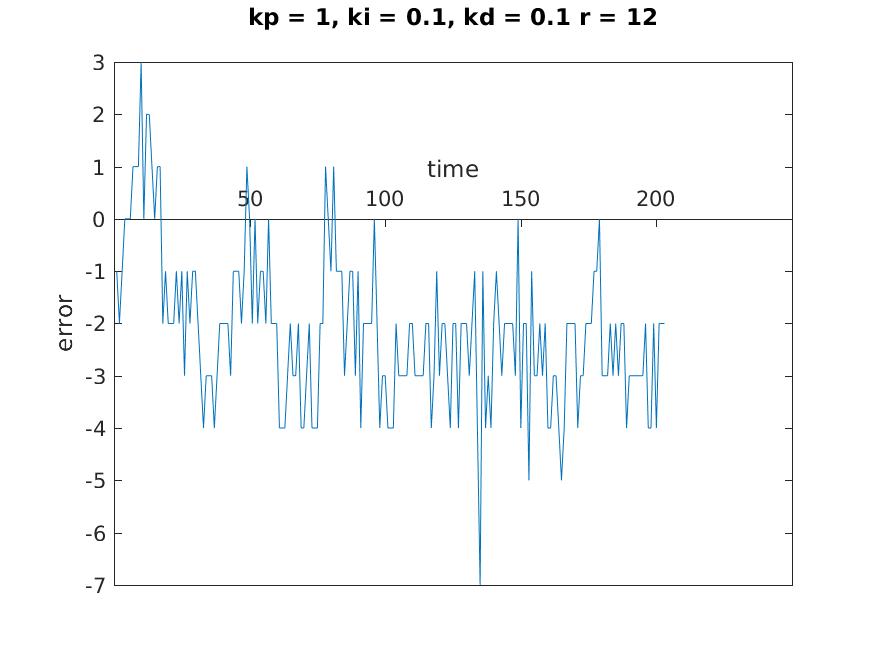 kp = 1, ki = 0.1, kd = 0.1 r = 12
3
2
1
time
50 100 150 200
0
-1
-2
error
-3
-4
-5
-6
-7